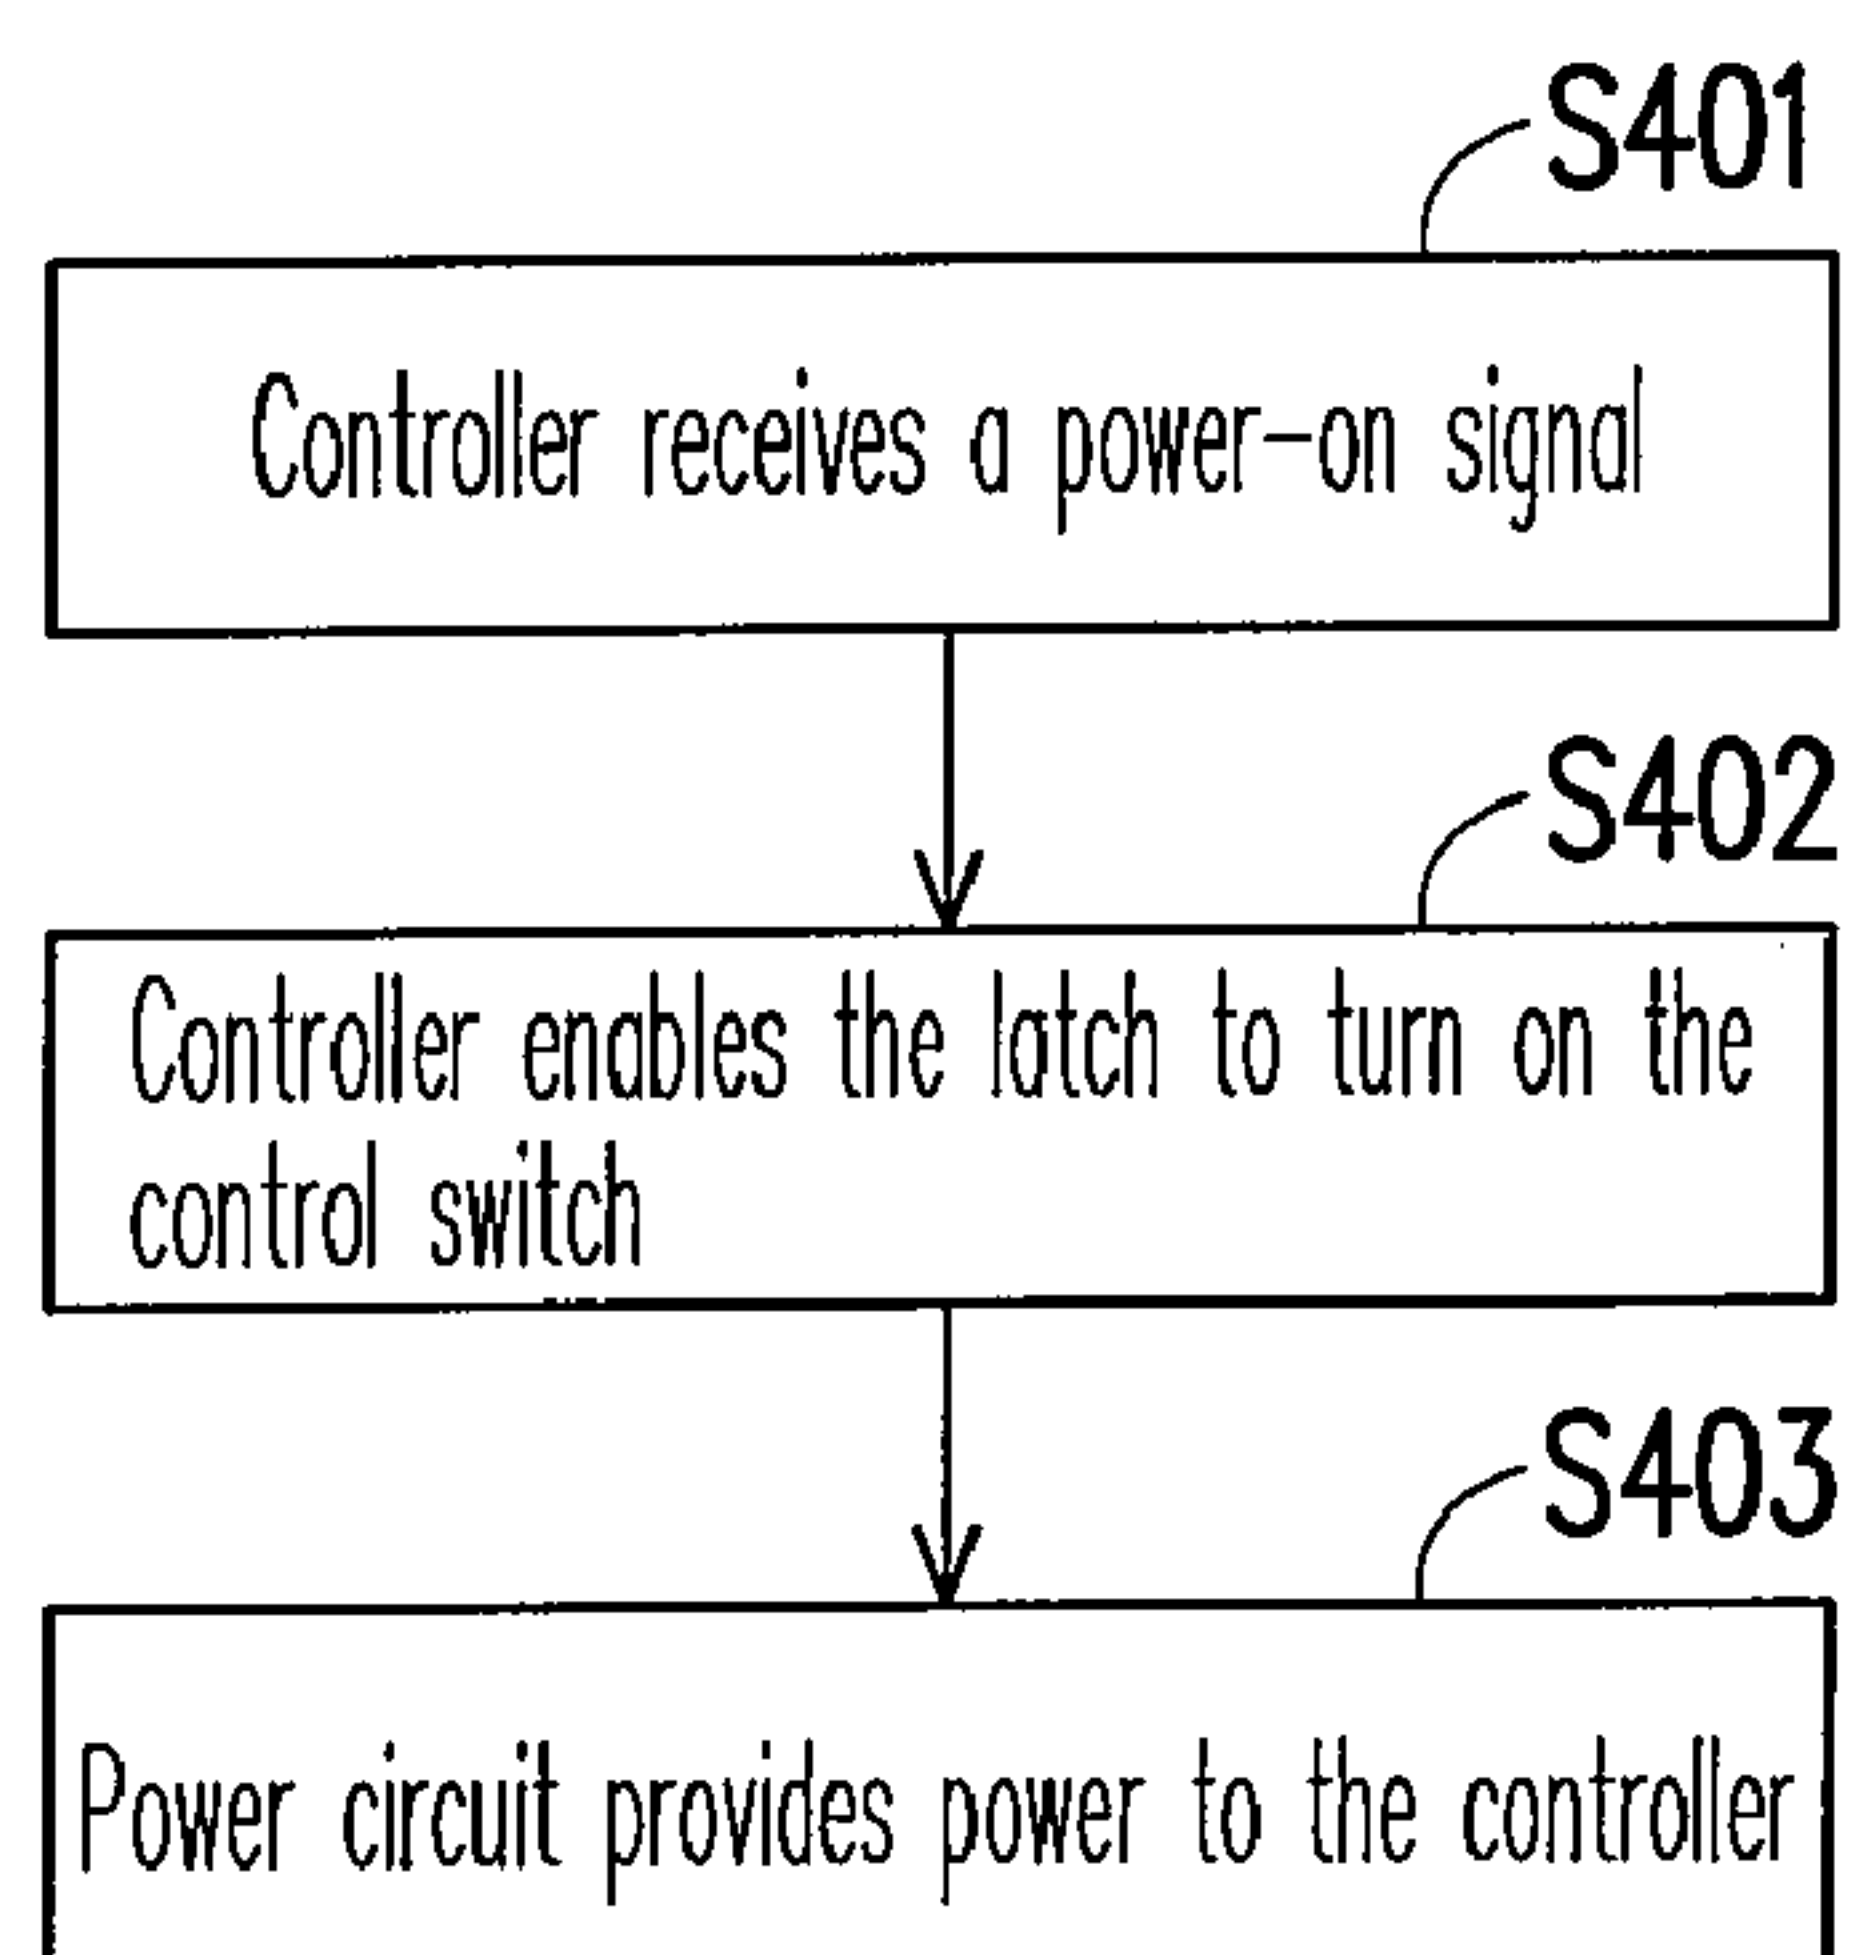 S401
Controller receives a power-on signal
S402
Controller enables the latch to turn on the
control switch
S403
Power circuit provides power to the controller